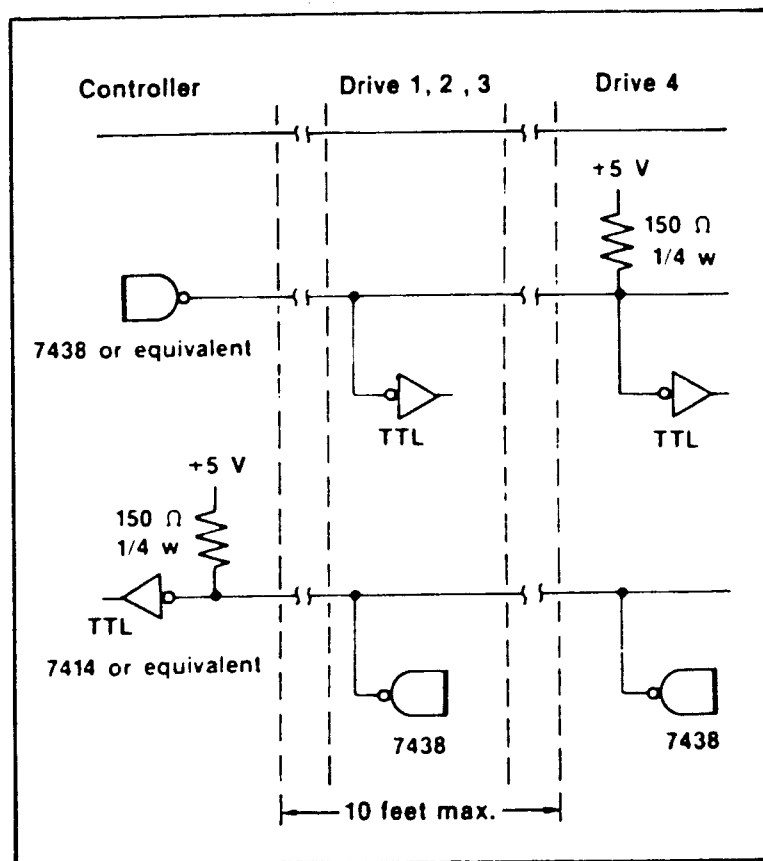 Controller
Drive 1, 2 , 3
Drive 4
+5 V
150 Ω
1/4 w
7438 or equivalent
TTL
TTL
+5 V
150 Ω
1/4 w
TTL
7414 or equivalent
7438
7438
10 feet max.